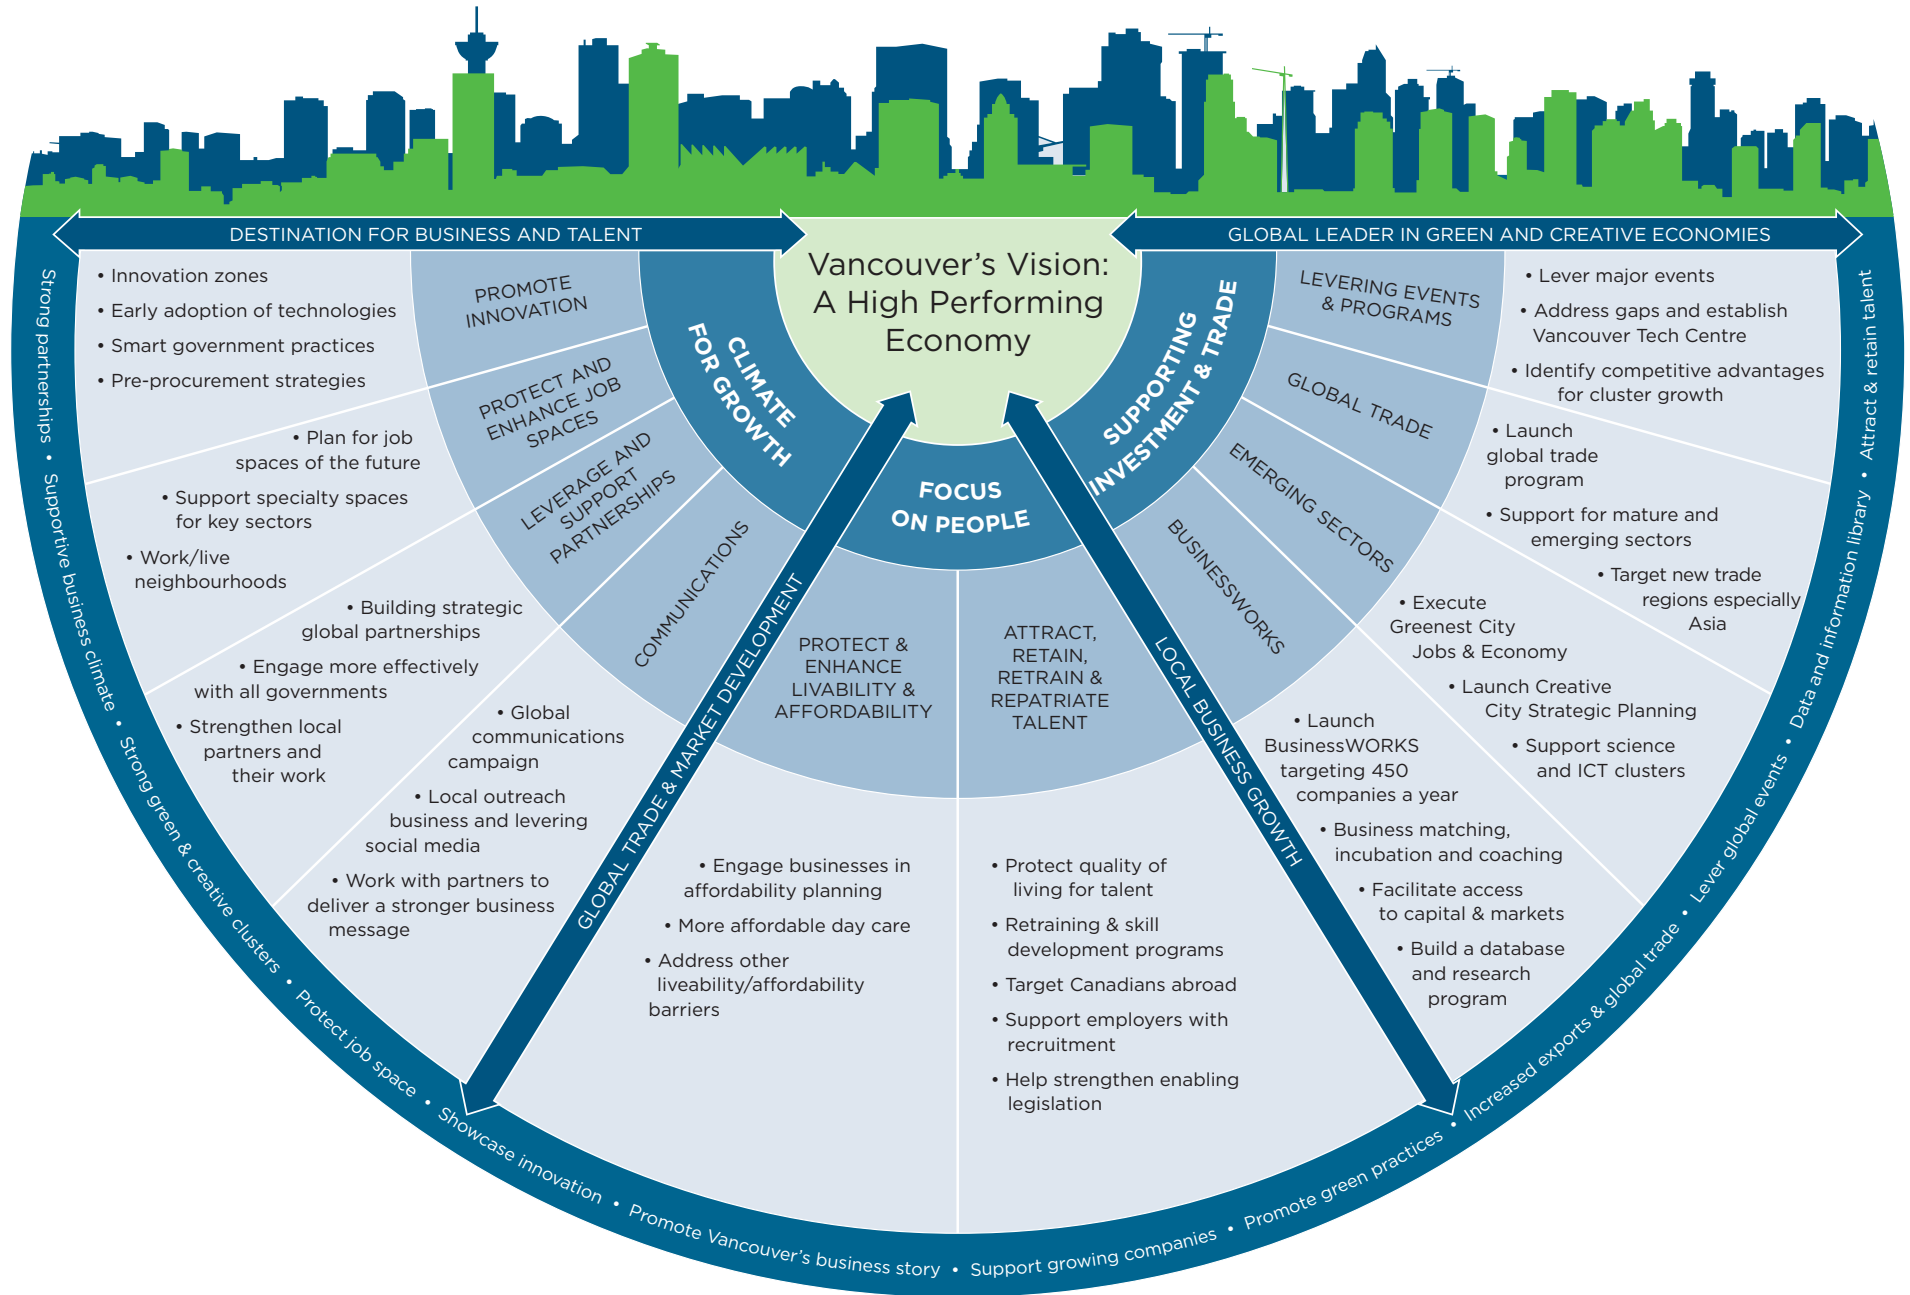 DESTINATION FOR BUSINESS AND TALENT
GLOBAL LEADER IN GREEN AND CREATIVE ECONOMIES
Vancouver's Vision:
A High Performing
Economy
CLIMATE
FOR GROWTH
FOCUS
ON PEOPLE
SUPPORTING
INVESTMENT & TRADE
PROMOTE
INNOVATION
• Innovation zones
• Early adoption of technologies
• Smart government practices
• Pre-procurement strategies
PROTECT AND
ENHANCE JOB
SPACES
• Plan for job
spaces of the future
• Support specialty spaces
for key sectors
• Work/live
neighbourhoods
LEVERAGE AND
SUPPORT
PARTNERSHIPS
• Building strategic
global partnerships
• Engage more effectively
with all governments
• Strengthen local
partners and
their work
COMMUNICATIONS
• Global
communications
campaign
• Local outreach
business and levering
social media
• Work with partners to
deliver a stronger business
message
GLOBAL TRADE & MARKET DEVELOPMENT
PROTECT &
ENHANCE
LIVABILITY &
AFFORDABILITY
• Engage businesses in
affordability planning
• More affordable day care
• Address other
liveability/affordability
barriers
ATTRACT,
RETAIN,
RETRAIN &
REPATRIATE
TALENT
• Protect quality of
living for talent
• Retraining & skill
development programs
• Target Canadians abroad
• Support employers with
recruitment
• Help strengthen enabling
legislation
LOCAL BUSINESS GROWTH
BUSINESSWORKS
• Launch
BusinessWORKS
targeting 450
companies a year
• Business matching,
incubation and coaching
• Facilitate access
to capital & markets
• Build a database
and research
program
EMERGING SECTORS
• Execute
Greenest City
Jobs & Economy
• Launch Creative
City Strategic Planning
• Support science
and ICT clusters
GLOBAL TRADE
• Launch
global trade
program
• Support for mature and
emerging sectors
• Target new trade
regions especially
Asia
LEVERING EVENTS
& PROGRAMS
• Lever major events
• Address gaps and establish
Vancouver Tech Centre
• Identify competitive advantages
for cluster growth
Strong partnerships • Supportive business climate • Strong green & creative clusters • Protect job space • Showcase innovation • Promote Vancouver's business story • Support growing companies • Promote green practices • Increased exports & global trade • Lever global events • Data and information library • Attract & retain talent